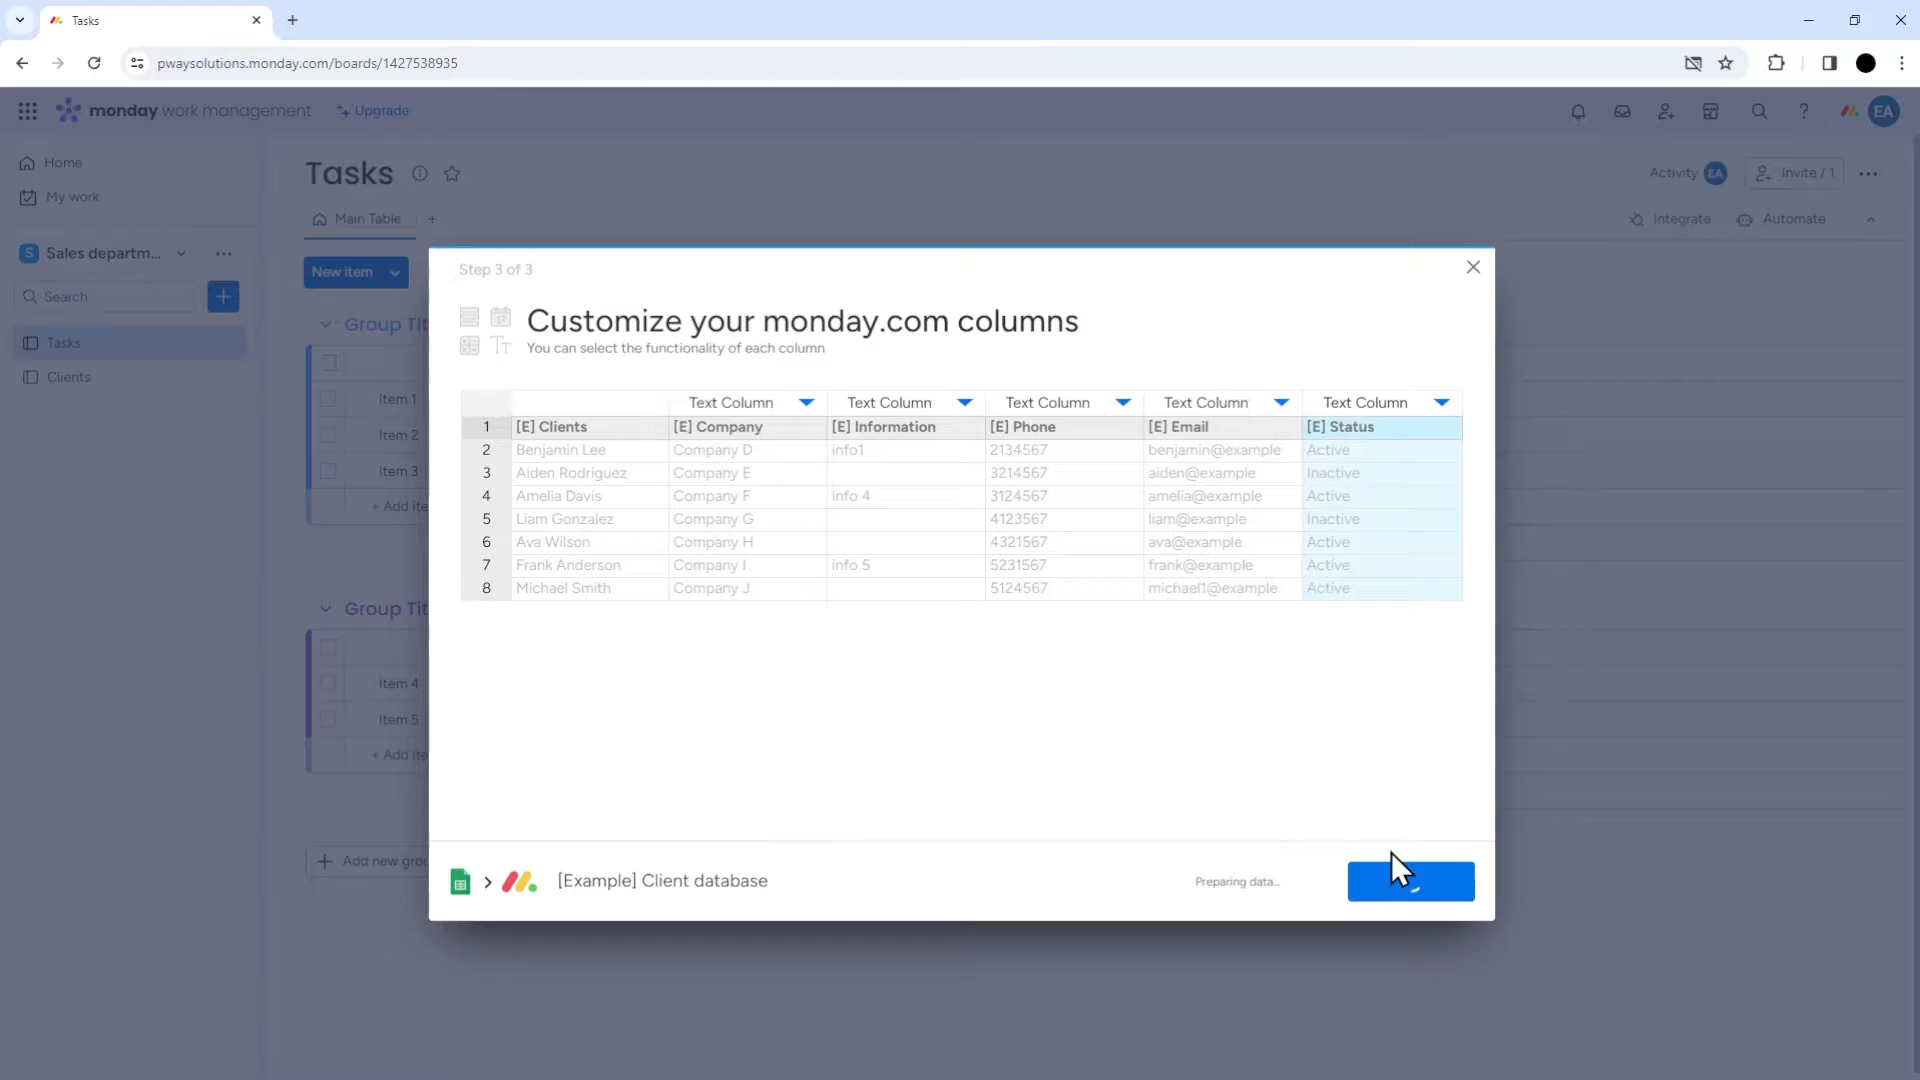 Tasks
pwaysolutions.monday.com/boards/1427538935
monday work management Upgrade
EA
Home
My work
Sales departm...
Search
Tasks
Clients
Tasks
Activity EA Invite / 1
Main Table +
Integrate Automate
New item
Group Tit
Item 1
Item 2
Item 3
+ Add ite
Group Tit
Item 4
Item 5
+ Add ite
Add new grou
Step 3 of 3
Customize your monday.com columns
You can select the functionality of each column
Text Column Text Column Text Column Text Column Text Column
1 [E] Clients [E] Company [E] Information [E] Phone [E] Email [E] Status
2 Benjamin Lee Company D info1 2134567 benjamin@example Active
3 Aiden Rodriguez Company E 3214567 aiden@example Inactive
4 Amelia Davis Company F info 4 3124567 amelia@example Active
5 Liam Gonzalez Company G 4123567 liam@example Inactive
6 Ava Wilson Company H 4321567 ava@example Active
7 Frank Anderson Company I info 5 5231567 frank@example Active
8 Michael Smith Company J 5124567 michael1@example Active
[Example] Client database
Preparing data...